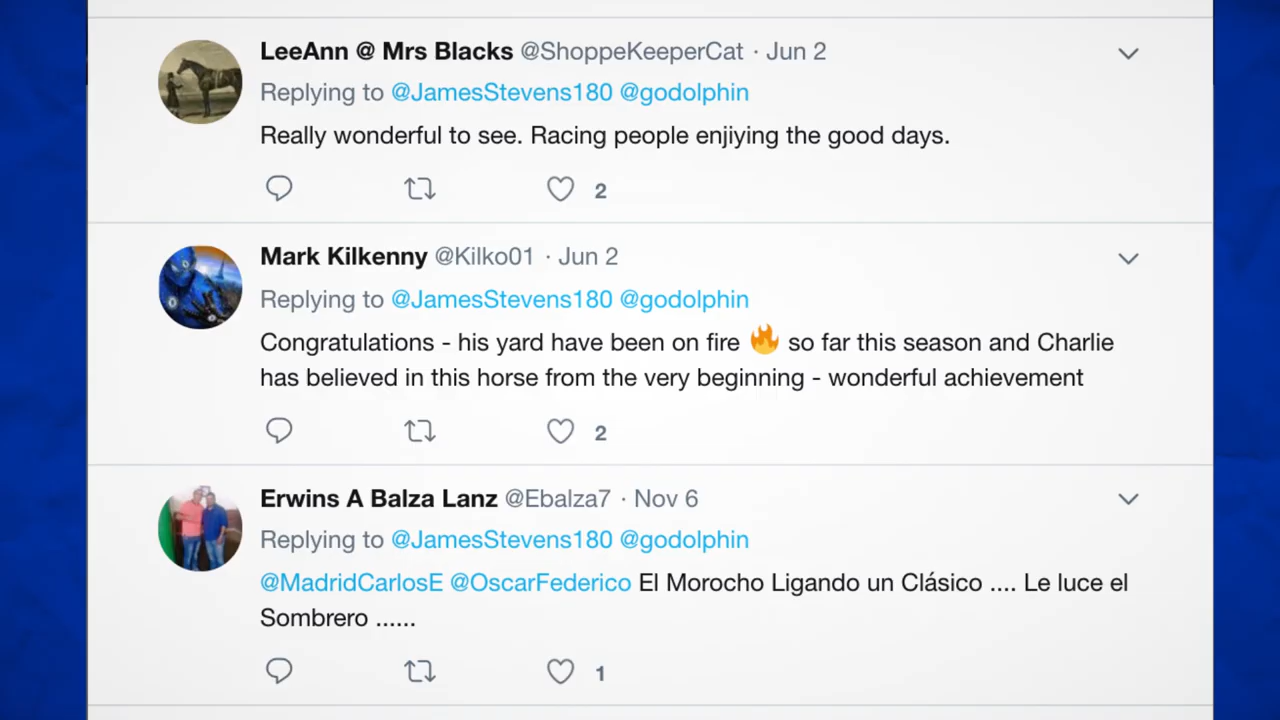 LeeAnn @ Mrs Blacks @ShoppeKeeperCat · Jun 2
Replying to @JamesStevens180 @godolphin
Really wonderful to see. Racing people enjiying the good days.
2
Mark Kilkenny @Kilko01 · Jun 2
Replying to @JamesStevens180 @godolphin
Congratulations - his yard have been on fire 🔥 so far this season and Charlie
has believed in this horse from the very beginning - wonderful achievement
2
Erwins A Balza Lanz @Ebalza7 · Nov 6
Replying to @JamesStevens180 @godolphin
@MadridCarlosE @OscarFederico El Morocho Ligando un Clásico .... Le luce el
Sombrero ......
1